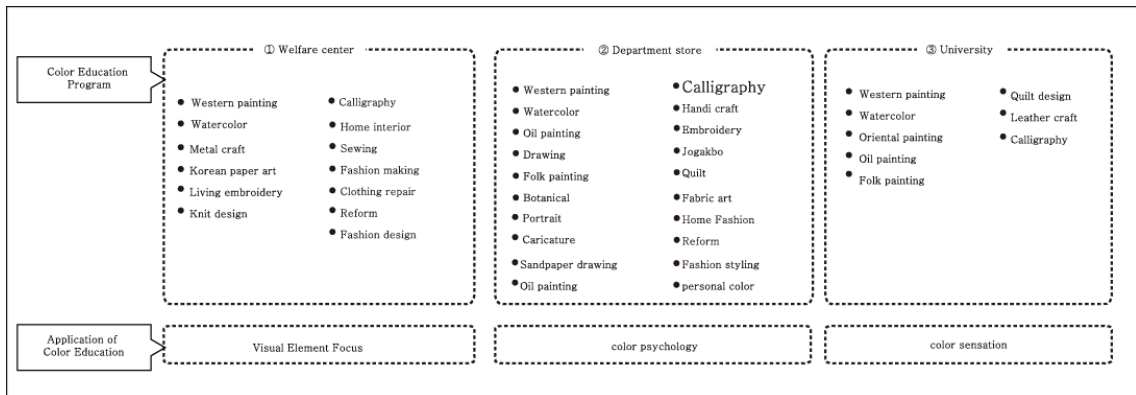 ① Welfare center
② Department store
③ University
Color Education
Program
● Western painting
● Watercolor
● Metal craft
● Korean paper art
● Living embroidery
● Knit design
● Calligraphy
● Home interior
● Sewing
● Fashion making
● Clothing repair
● Reform
● Fashion design
● Western painting
● Watercolor
● Oil painting
● Drawing
● Folk painting
● Botanical
● Portrait
● Caricature
● Sandpaper drawing
● Oil painting
● Calligraphy
● Handi craft
● Embroidery
● Jogakbo
● Quilt
● Fabric art
● Home Fashion
● Reform
● Fashion styling
● personal color
● Western painting
● Watercolor
● Oriental painting
● Oil painting
● Folk painting
● Quilt design
● Leather craft
● Calligraphy
Application of
Color Education
Visual Element Focus
color psychology
color sensation